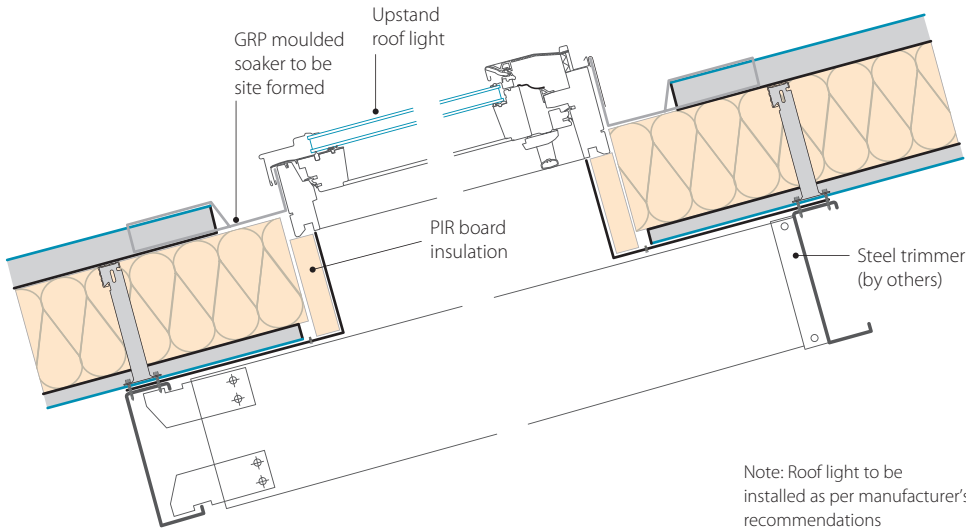 Upstand
roof light
GRP moulded
soaker to be
site formed
PIR board
insulation
Steel trimmer
(by others)
Note: Roof light to be
installed as per manufacturer's
recommendations